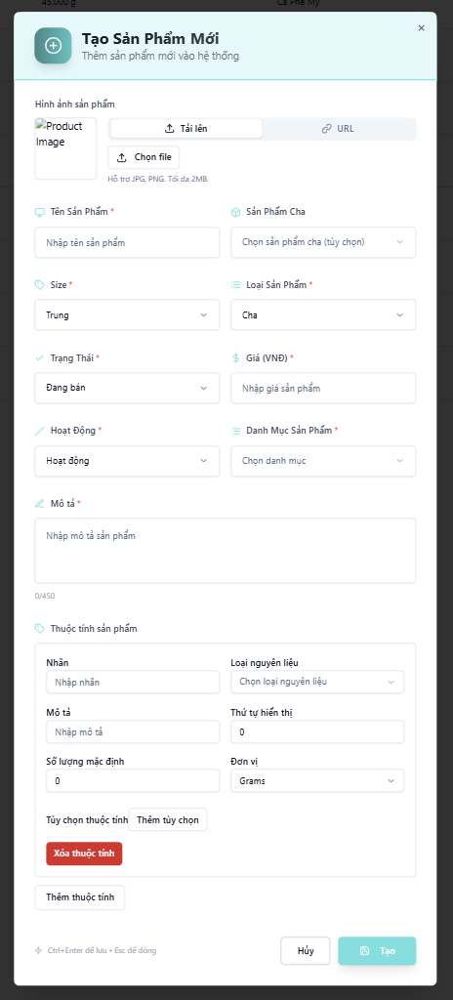 45.000 g
Cà Phê Mỹ
×
Tạo Sản Phẩm Mới
Thêm sản phẩm mới vào hệ thống
Hình ảnh sản phẩm
Product Image
Tải lên
URL
Chọn file
Hỗ trợ JPG, PNG. Tối đa 2MB.
Tên Sản Phẩm *
Sản Phẩm Cha
Nhập tên sản phẩm
Chọn sản phẩm cha (tùy chọn)
Size *
Loại Sản Phẩm *
Trung
Cha
Trạng Thái *
Giá (VNĐ) *
Đang bán
Nhập giá sản phẩm
Hoạt Động *
Danh Mục Sản Phẩm *
Hoạt động
Chọn danh mục
Mô tả *
Nhập mô tả sản phẩm
0/450
Thuộc tính sản phẩm
Nhãn
Loại nguyên liệu
Nhập nhãn
Chọn loại nguyên liệu
Mô tả
Thứ tự hiển thị
Nhập mô tả
0
Số lượng mặc định
Đơn vị
0
Grams
Tùy chọn thuộc tính
Thêm tùy chọn
Xóa thuộc tính
Thêm thuộc tính
Ctrl+Enter để lưu • Esc để đóng
Hủy
Tạo